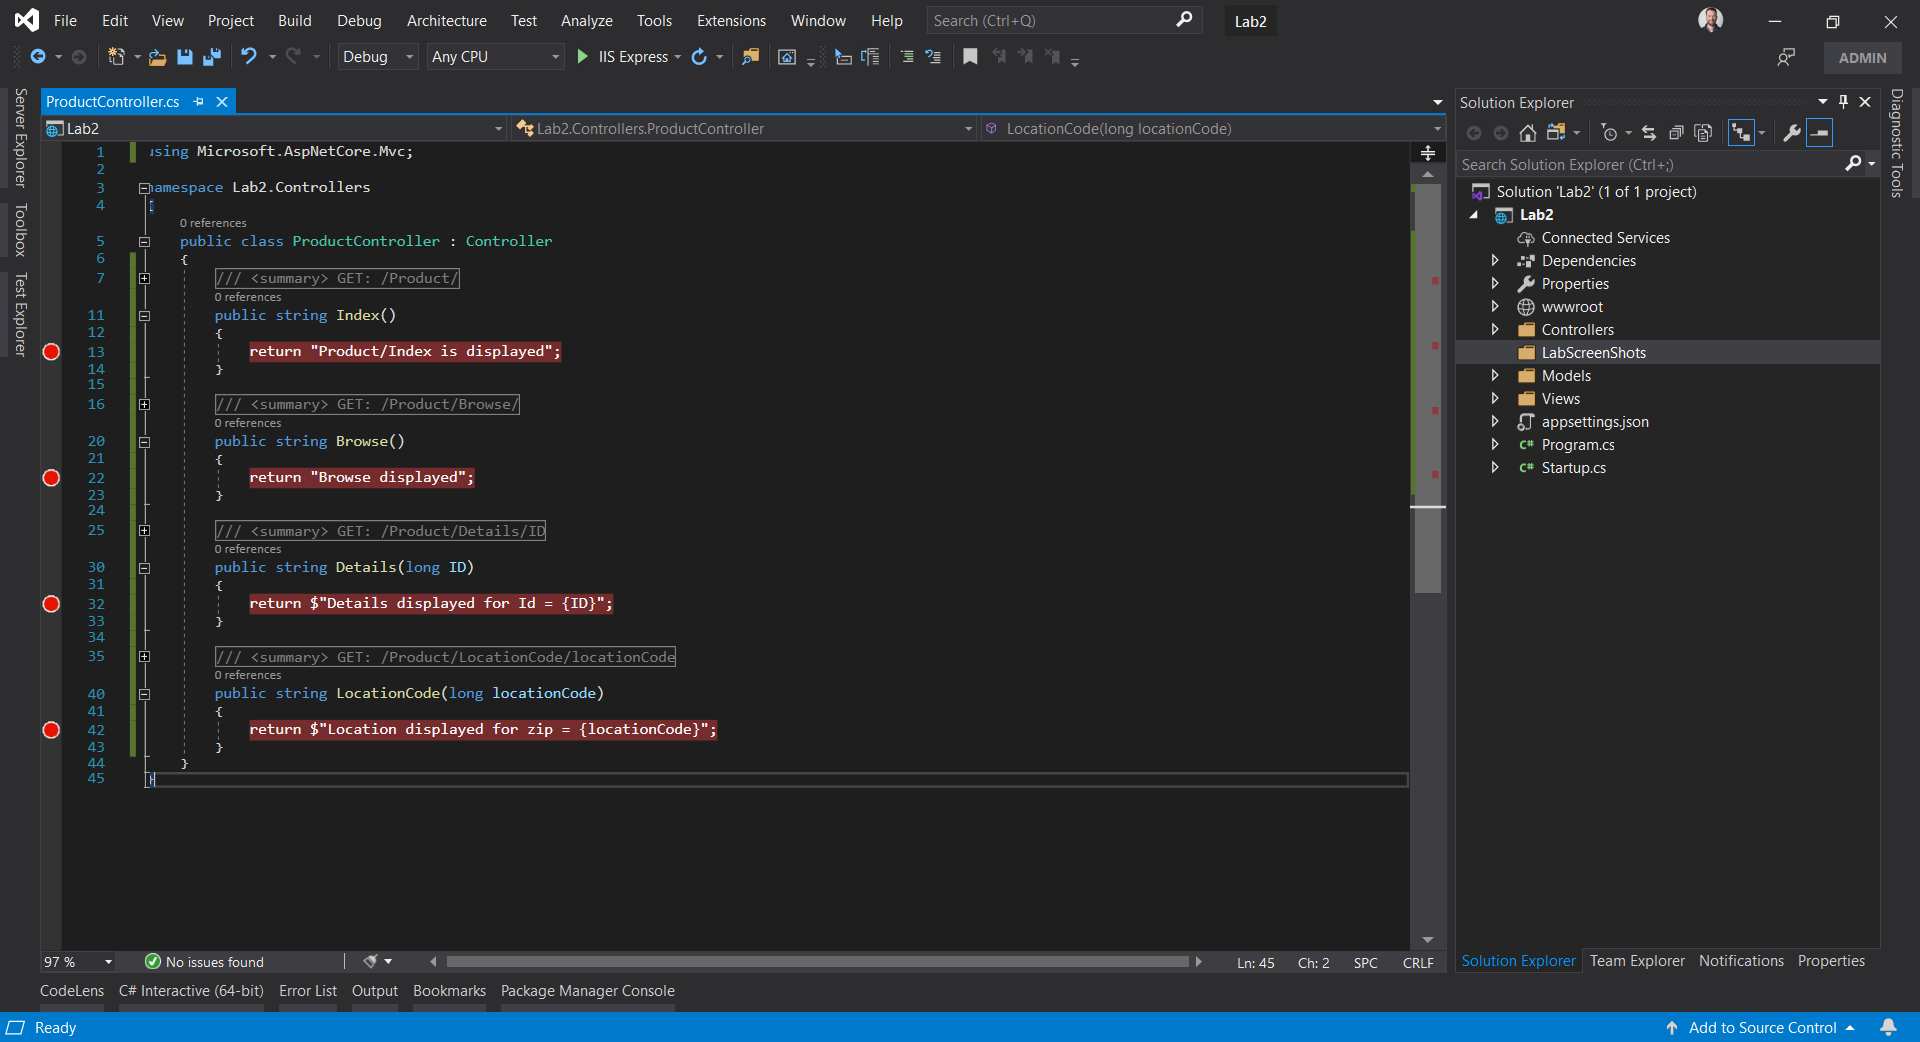 File Edit View Project Build Debug Architecture Test Analyze Tools Extensions Window Help Search (Ctrl+Q) Lab2
Debug Any CPU IIS Express ADMIN
Server Explorer
Toolbox
Test Explorer
ProductController.cs
Lab2 Lab2.Controllers.ProductController LocationCode(long locationCode)
1 using Microsoft.AspNetCore.Mvc;
2
3 namespace Lab2.Controllers
4 {
0 references
5 public class ProductController : Controller
6 {
7 /// <summary> GET: /Product/
0 references
11 public string Index()
12 {
13 return "Product/Index is displayed";
14 }
15
16 /// <summary> GET: /Product/Browse/
0 references
20 public string Browse()
21 {
22 return "Browse displayed";
23 }
24
25 /// <summary> GET: /Product/Details/ID
0 references
30 public string Details(long ID)
31 {
32 return $"Details displayed for Id = {ID}";
33 }
34
35 /// <summary> GET: /Product/LocationCode/locationCode
0 references
40 public string LocationCode(long locationCode)
41 {
42 return $"Location displayed for zip = {locationCode}";
43 }
44 }
45 }
97 % No issues found Ln: 45 Ch: 2 SPC CRLF
Solution Explorer
Search Solution Explorer (Ctrl+;)
Solution 'Lab2' (1 of 1 project)
Lab2
Connected Services
Dependencies
Properties
wwwroot
Controllers
LabScreenShots
Models
Views
appsettings.json
C# Program.cs
C# Startup.cs
Solution Explorer Team Explorer Notifications Properties
Diagnostic Tools
CodeLens C# Interactive (64-bit) Error List Output Bookmarks Package Manager Console
Ready Add to Source Control